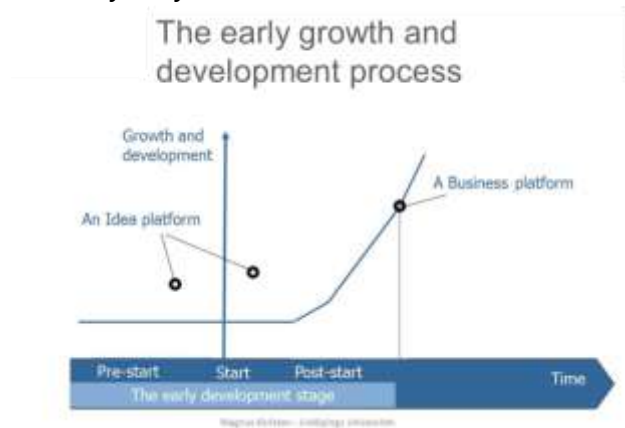 The early growth and
development process
Growth and
development
A Business platform
An Idea platform
Pre-start
Start
Post-start
Time
The early development stage